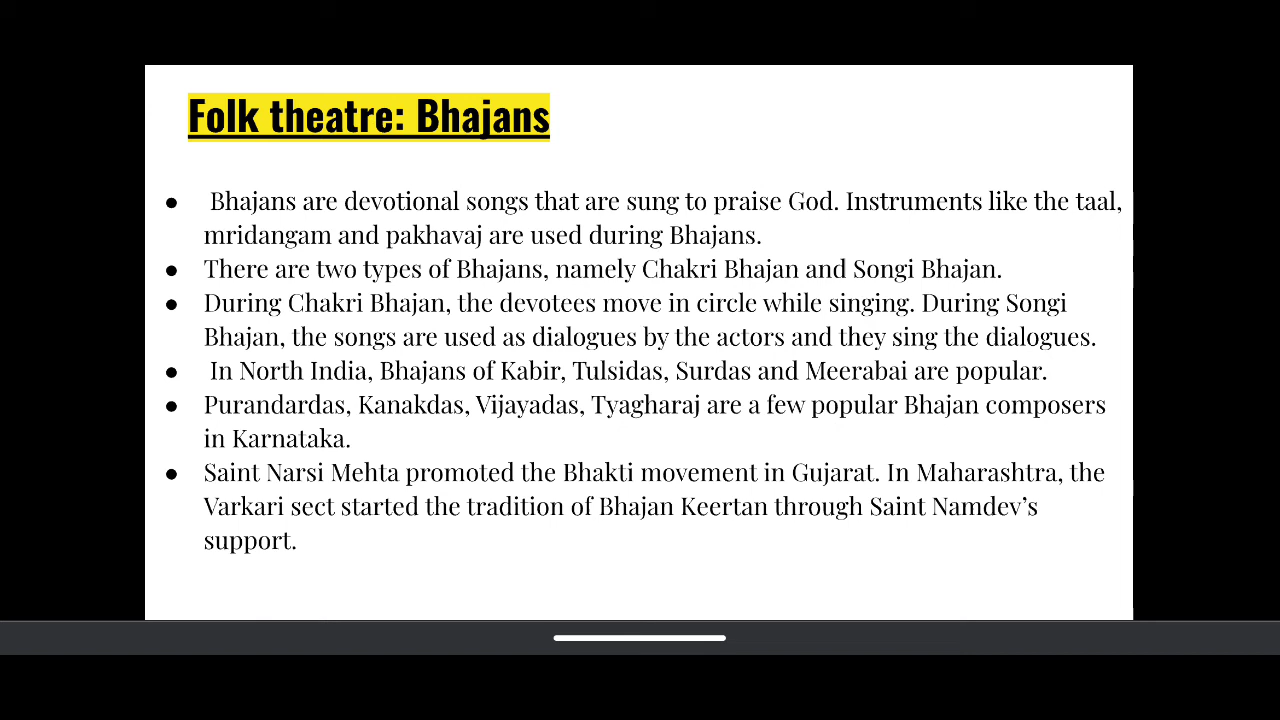 Folk theatre: Bhajans
● Bhajans are devotional songs that are sung to praise God. Instruments like the taal,
mridangam and pakhavaj are used during Bhajans.
● There are two types of Bhajans, namely Chakri Bhajan and Songi Bhajan.
● During Chakri Bhajan, the devotees move in circle while singing. During Songi
Bhajan, the songs are used as dialogues by the actors and they sing the dialogues.
● In North India, Bhajans of Kabir, Tulsidas, Surdas and Meerabai are popular.
● Purandardas, Kanakdas, Vijayadas, Tyagharaj are a few popular Bhajan composers
in Karnataka.
● Saint Narsi Mehta promoted the Bhakti movement in Gujarat. In Maharashtra, the
Varkari sect started the tradition of Bhajan Keertan through Saint Namdev’s
support.